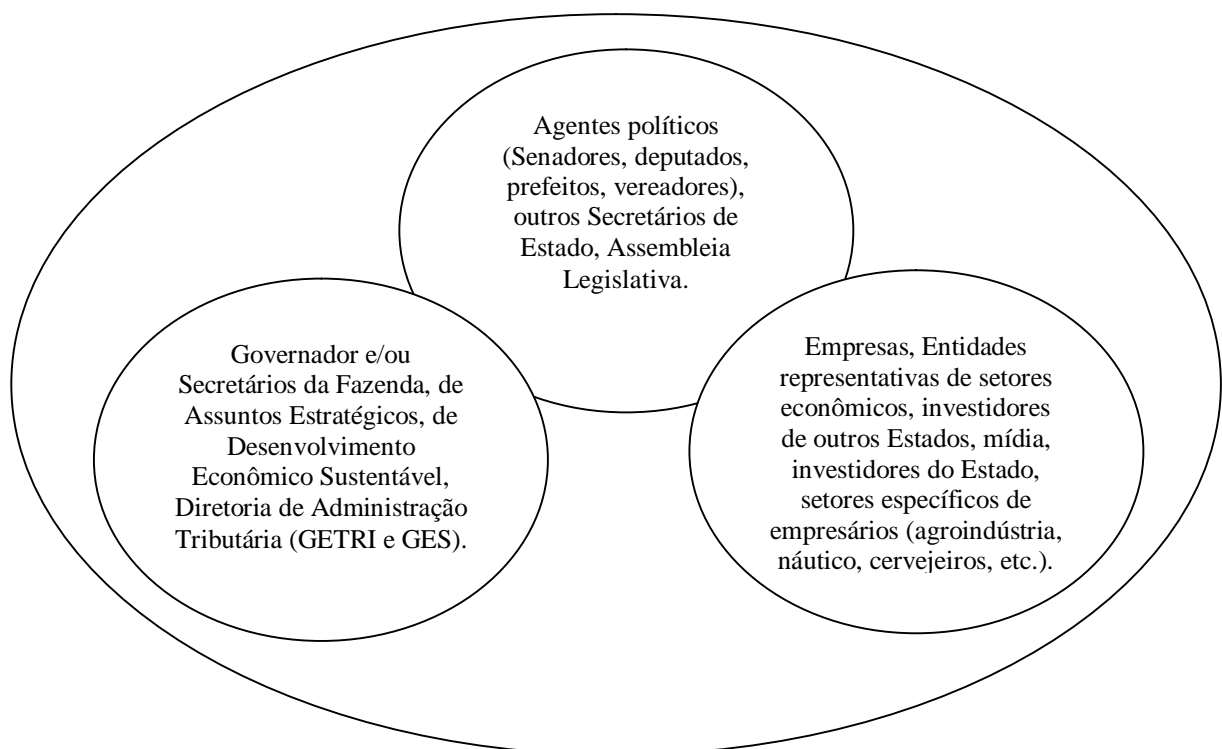 Agentes políticos
(Senadores, deputados,
prefeitos, vereadores),
outros Secretários de
Estado, Assembleia
Legislativa.
Governador e/ou
Secretários da Fazenda, de
Assuntos Estratégicos, de
Desenvolvimento
Econômico Sustentável,
Diretoria de Administração
Tributária (GETRI e GES).
Empresas, Entidades
representativas de setores
econômicos, investidores
de outros Estados, mídia,
investidores do Estado,
setores específicos de
empresários (agroindústria,
náutico, cervejeiros, etc.).